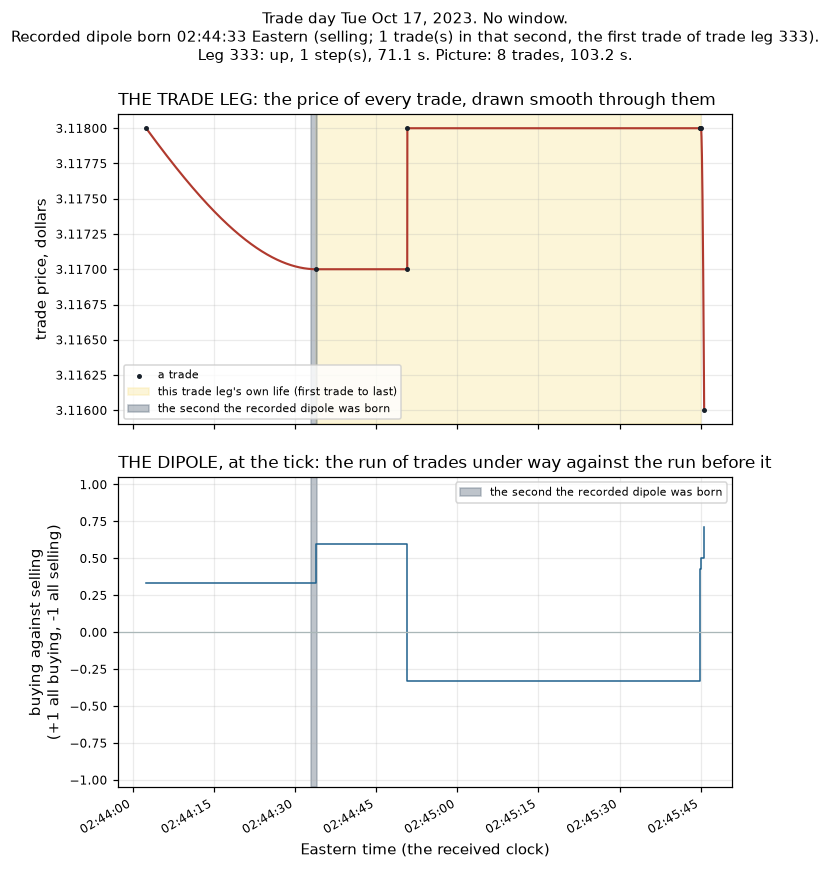 Trade day Tue Oct 17, 2023. No window.
Recorded dipole born 02:44:33 Eastern (selling; 1 trade(s) in that second, the first trade of trade leg 333).
Leg 333: up, 1 step(s), 71.1 s. Picture: 8 trades, 103.2 s.
THE TRADE LEG: the price of every trade, drawn smooth through them
3.11800
3.11775
3.11750
3.11725
3.11700
3.11675
3.11650
3.11625
3.11600
trade price, dollars
a trade
this trade leg's own life (first trade to last)
the second the recorded dipole was born
THE DIPOLE, at the tick: the run of trades under way against the run before it
the second the recorded dipole was born
1.00
0.75
0.50
0.25
0.00
−0.25
−0.50
−0.75
−1.00
buying against selling
(+1 all buying, -1 all selling)
02:44:00
02:44:15
02:44:30
02:44:45
02:45:00
02:45:15
02:45:30
02:45:45
Eastern time (the received clock)